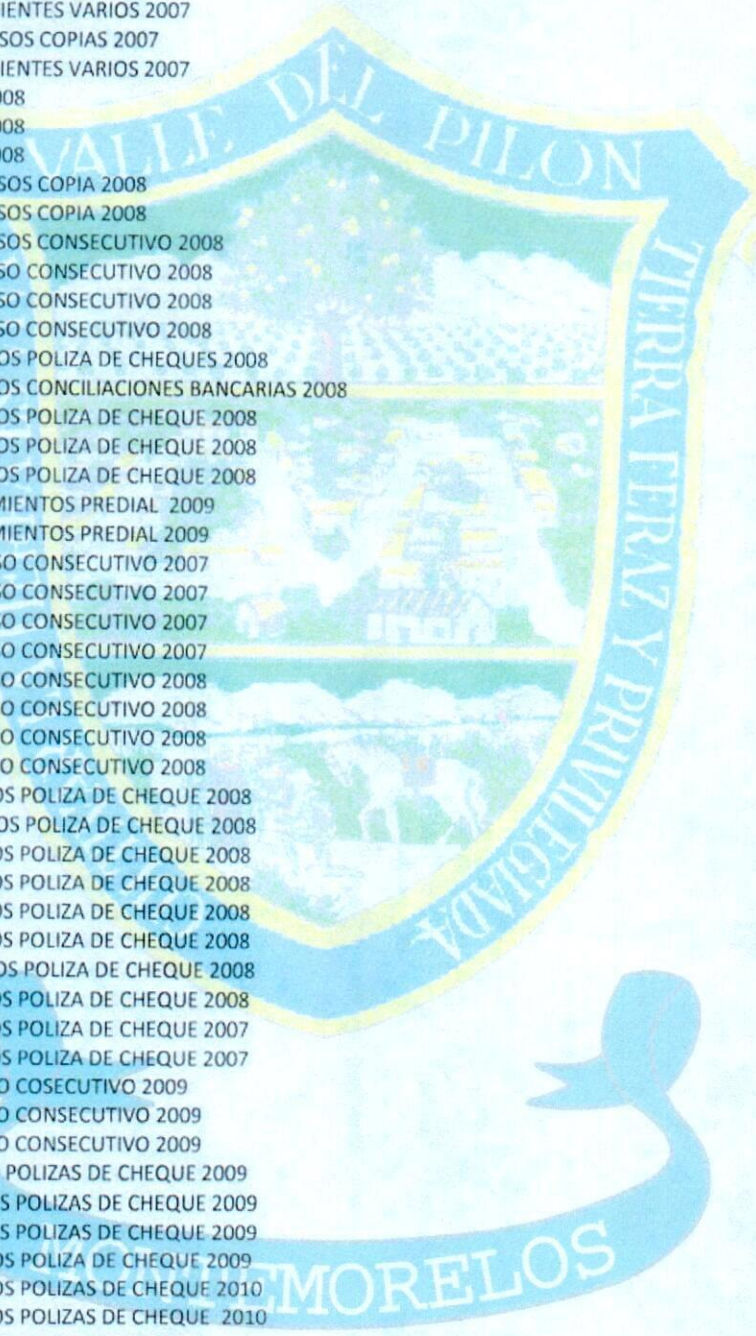 IENTES VARIOS 2007
SOS COPIAS 2007
IENTES VARIOS 2007
008
008
008
SOS COPIA 2008
SOS COPIA 2008
SOS CONSECUTIVO 2008
SO CONSECUTIVO 2008
SO CONSECUTIVO 2008
SO CONSECUTIVO 2008
OS POLIZA DE CHEQUES 2008
OS CONCILIACIONES BANCARIAS 2008
OS POLIZA DE CHEQUE 2008
OS POLIZA DE CHEQUE 2008
OS POLIZA DE CHEQUE 2008
MIENTOS PREDIAL 2009
MIENTOS PREDIAL 2009
SO CONSECUTIVO 2007
SO CONSECUTIVO 2007
SO CONSECUTIVO 2007
SO CONSECUTIVO 2007
SO CONSECUTIVO 2008
O CONSECUTIVO 2008
O CONSECUTIVO 2008
O CONSECUTIVO 2008
OS POLIZA DE CHEQUE 2008
OS POLIZA DE CHEQUE 2008
OS POLIZA DE CHEQUE 2008
OS POLIZA DE CHEQUE 2008
OS POLIZA DE CHEQUE 2008
OS POLIZA DE CHEQUE 2008
OS POLIZA DE CHEQUE 2008
OS POLIZA DE CHEQUE 2008
OS POLIZA DE CHEQUE 2007
OS POLIZA DE CHEQUE 2007
O COSECUTIVO 2009
O CONSECUTIVO 2009
O CONSECUTIVO 2009
POLIZAS DE CHEQUE 2009
S POLIZAS DE CHEQUE 2009
S POLIZAS DE CHEQUE 2009
OS POLIZA DE CHEQUE 2009
OS POLIZAS DE CHEQUE 2010
OS POLIZAS DE CHEQUE 2010
VALLE DEL PILON
TIERRA FERAZ Y PRIVILEGIADA
MONTEMORELOS